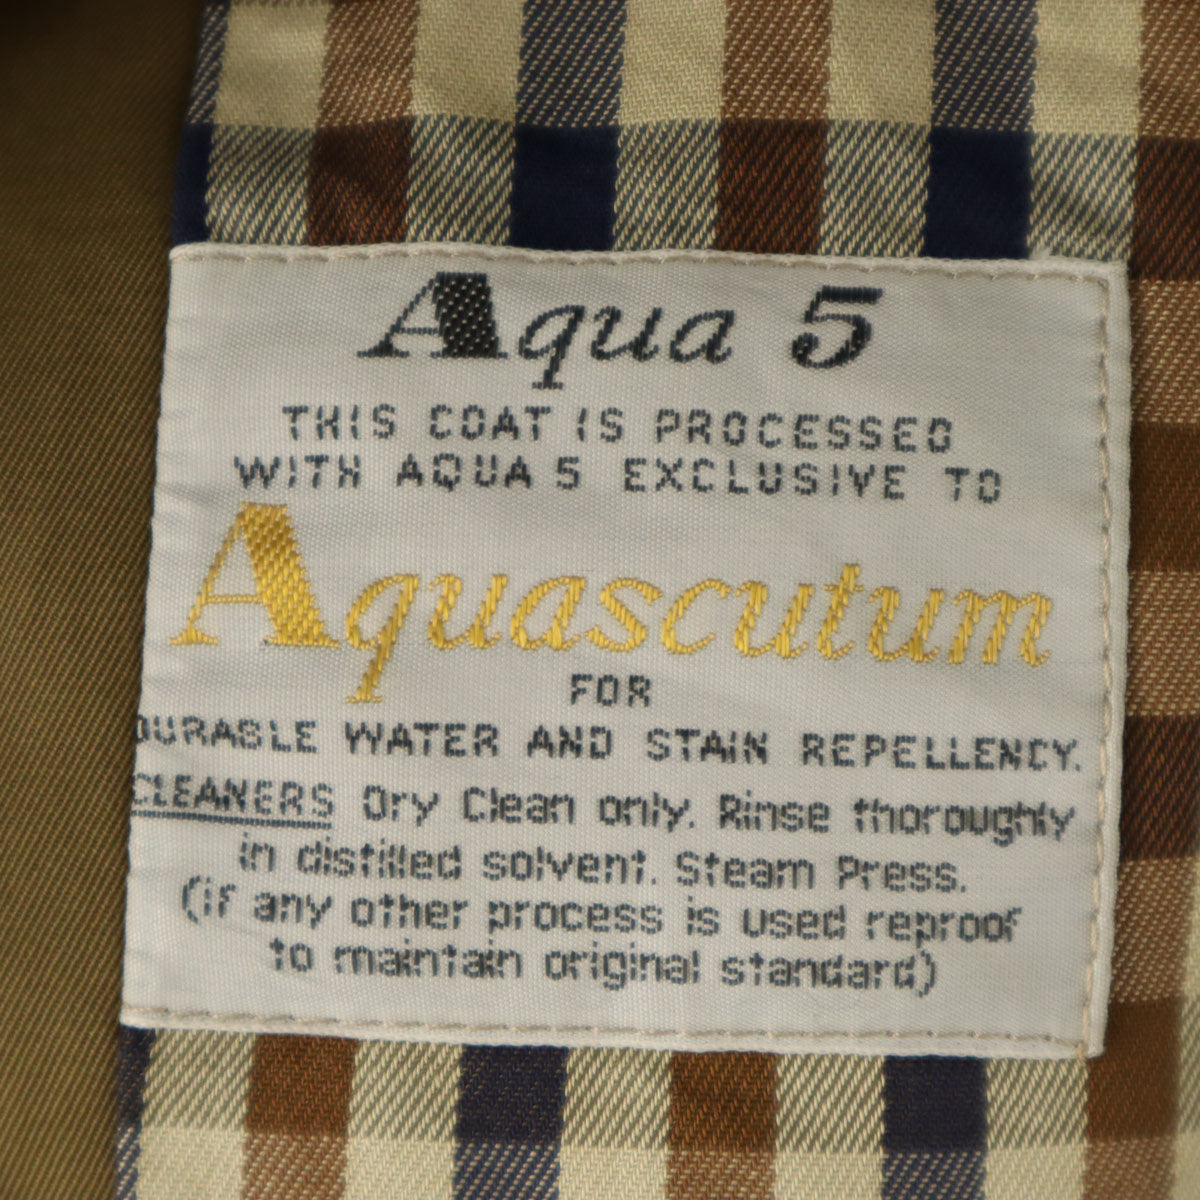 Aqua 5
THIS COAT IS PROCESSED
WITH AQUA 5 EXCLUSIVE TO
Aquascutum
FOR
DURABLE WATER AND STAIN REPELLENCY.
CLEANERS Dry Clean only. Rinse thoroughly
in distilled solvent. Steam Press.
(if any other process is used reproof
to maintain original standard)